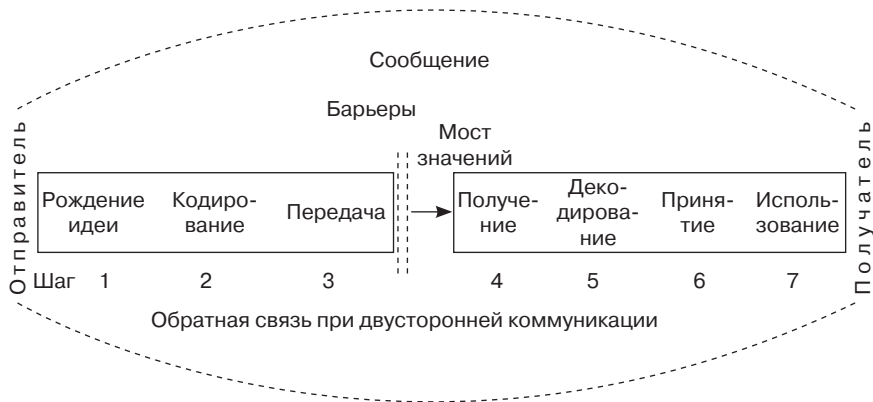 Сообщение
Барьеры
Мост
значений
Отправитель
Рождение
идеи
Кодиро-
вание
Передача
Получе-
ние
Деко-
дирова-
ние
Приня-
тие
Исполь-
зование
Получатель
Шаг 1 2 3 4 5 6 7
Обратная связь при двусторонней коммуникации